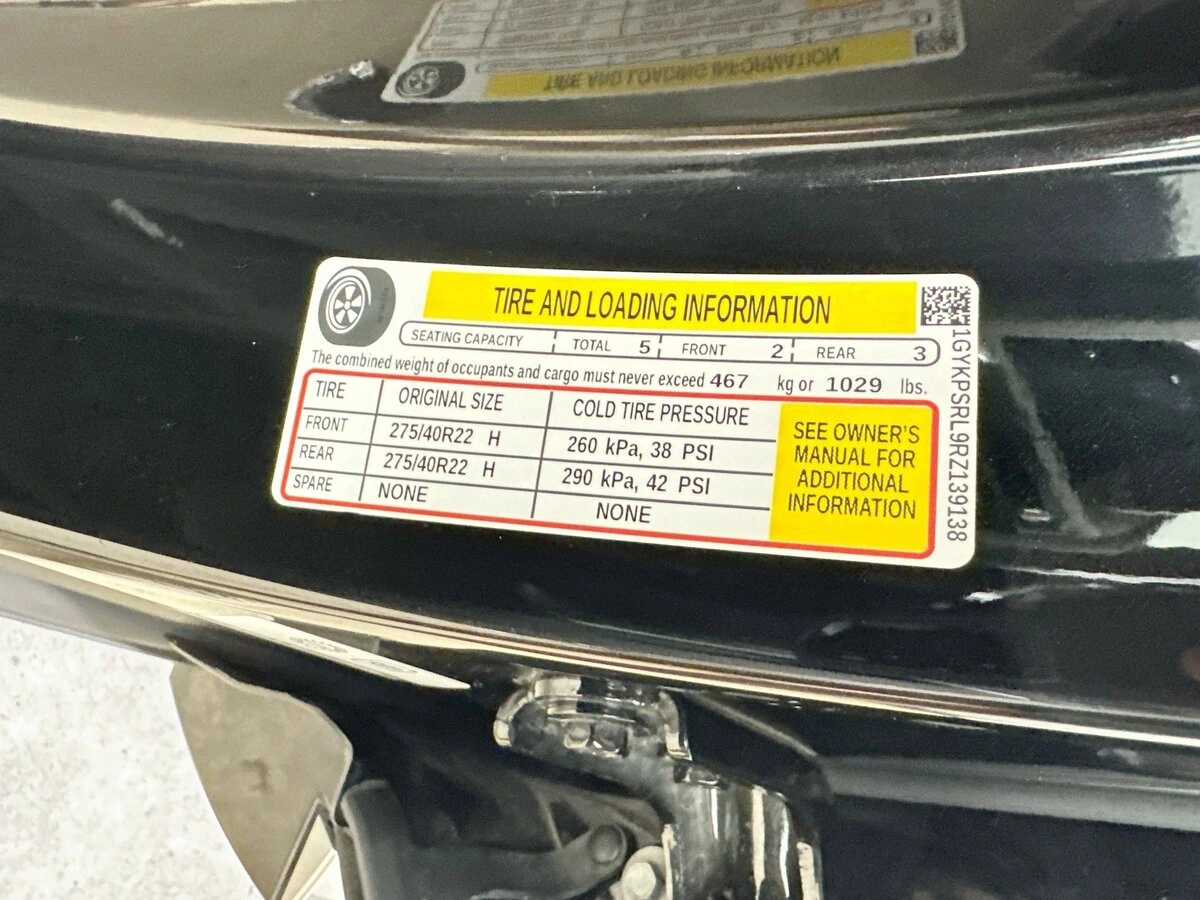 TIRE AND LOADING INFORMATION
TIRE AND LOADING INFORMATION
SEATING CAPACITY TOTAL 5 FRONT 2 REAR 3
The combined weight of occupants and cargo must never exceed 467 kg or 1029 lbs.
TIRE ORIGINAL SIZE COLD TIRE PRESSURE
FRONT 275/40R22 H 260 kPa, 38 PSI
REAR 275/40R22 H 290 kPa, 42 PSI
SPARE NONE NONE
SEE OWNER'S
MANUAL FOR
ADDITIONAL
INFORMATION
1GYKPSRL9RZ139138